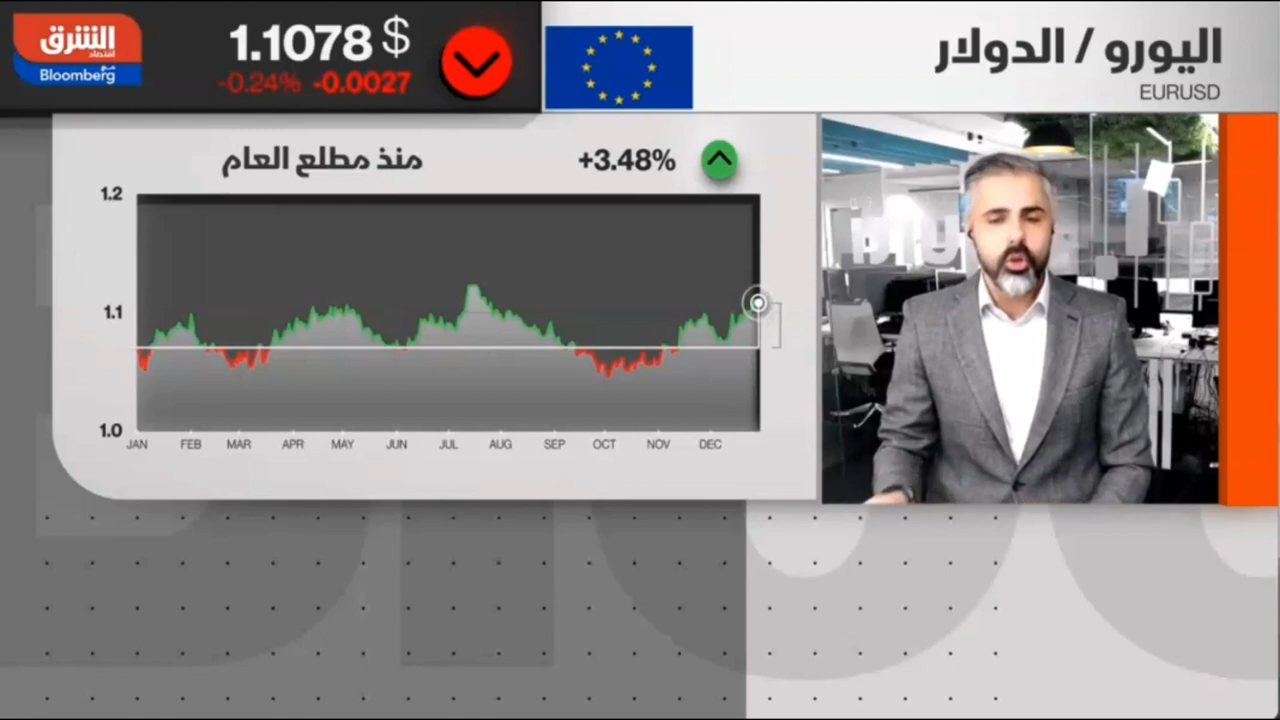 اليورو / الدولار
EURUSD
1.1078 $
-0.24% -0.0027
الشرق
اقتصاد
مع
Bloomberg
منذ مطلع العام
+3.48%
1.2
1.1
1.0
JAN FEB MAR APR MAY JUN JUL AUG SEP OCT NOV DEC